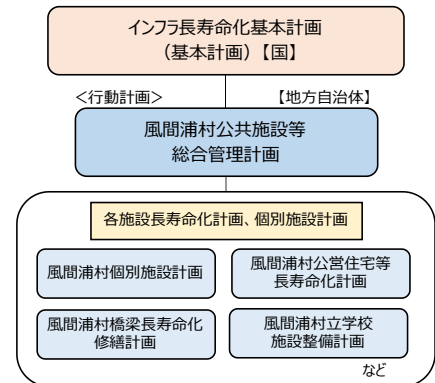 インフラ長寿命化基本計画
（基本計画）【国】
＜行動計画＞
【地方自治体】
風間浦村公共施設等
総合管理計画
各施設長寿命化計画、個別施設計画
風間浦村個別施設計画
風間浦村公営住宅等
長寿命化計画
風間浦村橋梁長寿命化
修繕計画
風間浦村立学校
施設整備計画
など